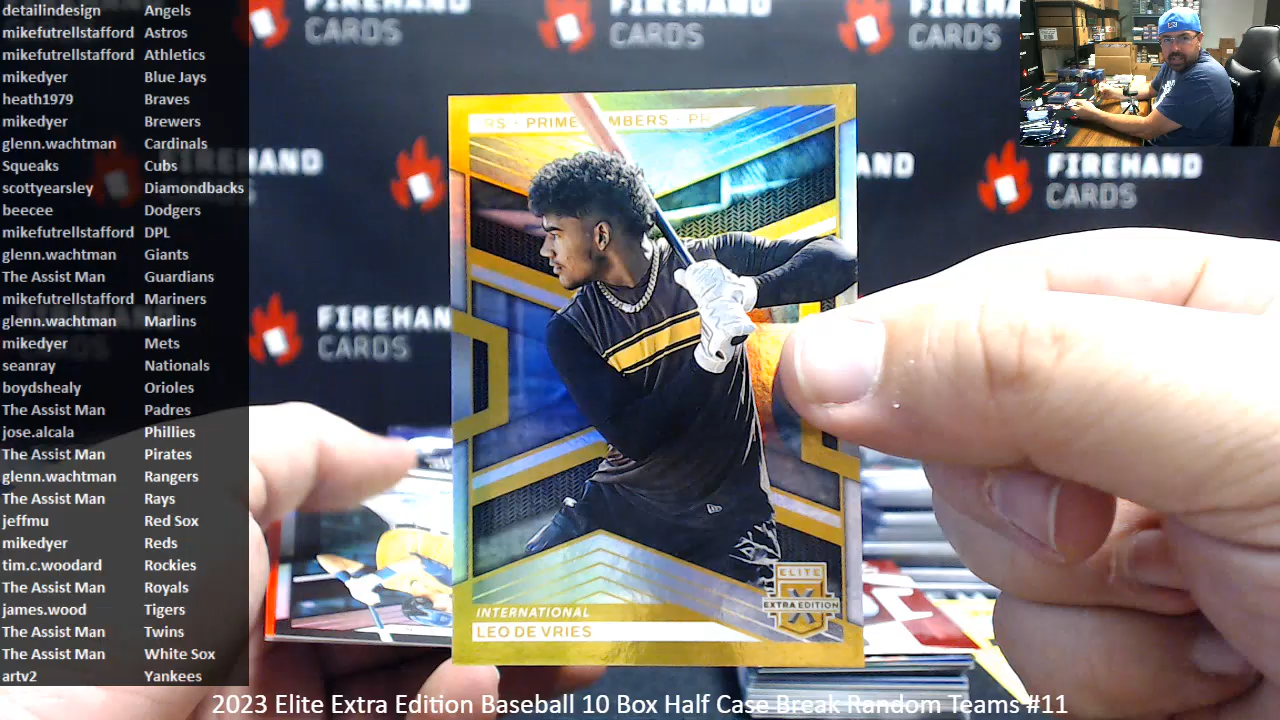 detailindesign Angels
mikefutrellstafford Astros
mikefutrellstafford Athletics
mikedyer Blue Jays
heath1979 Braves
mikedyer Brewers
glenn.wachtman Cardinals
Squeaks Cubs
scottyearsley Diamondbacks
beecee Dodgers
mikefutrellstafford DPL
glenn.wachtman Giants
The Assist Man Guardians
mikefutrellstafford Mariners
glenn.wachtman Marlins
mikedyer Mets
seanray Nationals
boydshealy Orioles
The Assist Man Padres
jose.alcala Phillies
The Assist Man Pirates
glenn.wachtman Rangers
The Assist Man Rays
jeffmu Red Sox
mikedyer Reds
tim.c.woodard Rockies
The Assist Man Royals
james.wood Tigers
The Assist Man Twins
The Assist Man White Sox
artv2 Yankees
FIREHAND
CARDS
FIREHAND
CARDS
FIREHAN
CARDS
FIREHAND
CARDS
FIREHAN
CARDS
RS - PRIME MBERS - PR
INTERNATIONAL
LEO DE VRIES
ELITE
X
EXTRA EDITION
2023 Elite Extra Edition Baseball 10 Box Half Case Break Random Teams #11